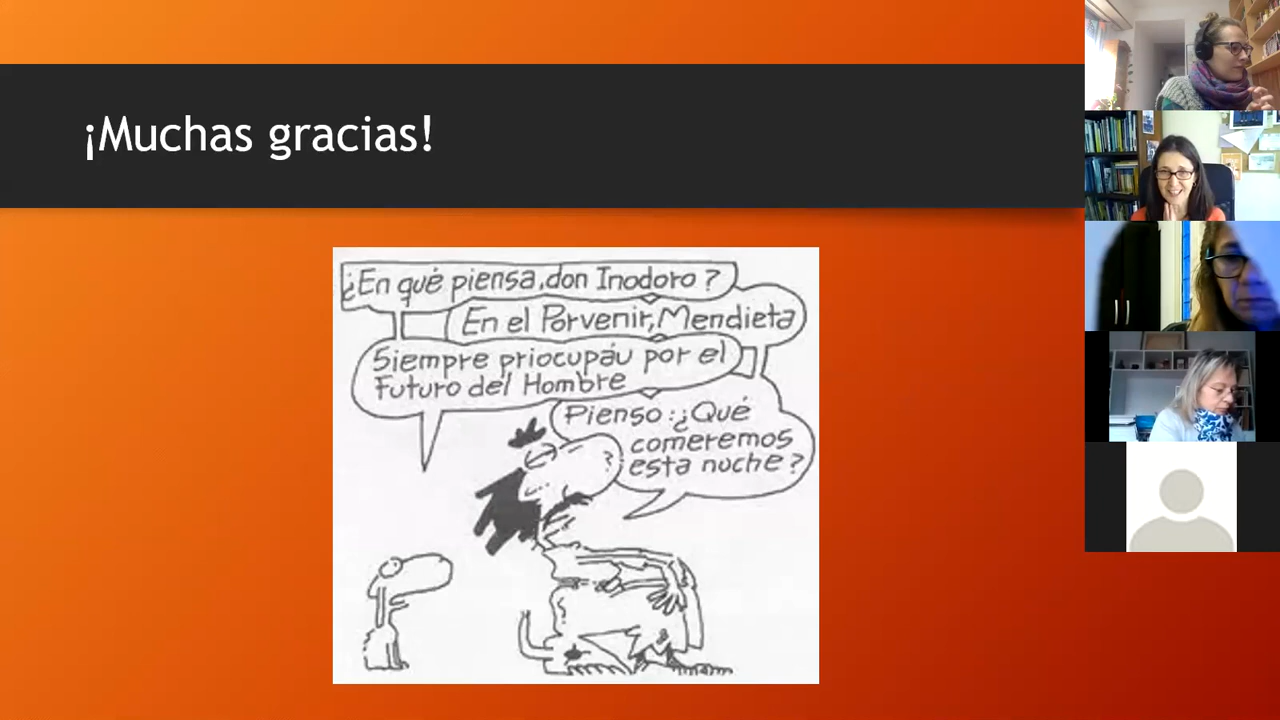 ¡Muchas gracias!
¿En qué piensa, don Inodoro?
En el Porvenir, Mendieta
Siempre priocupáu por el
Futuro del Hombre
Pienso: ¿Qué
comeremos
esta noche?